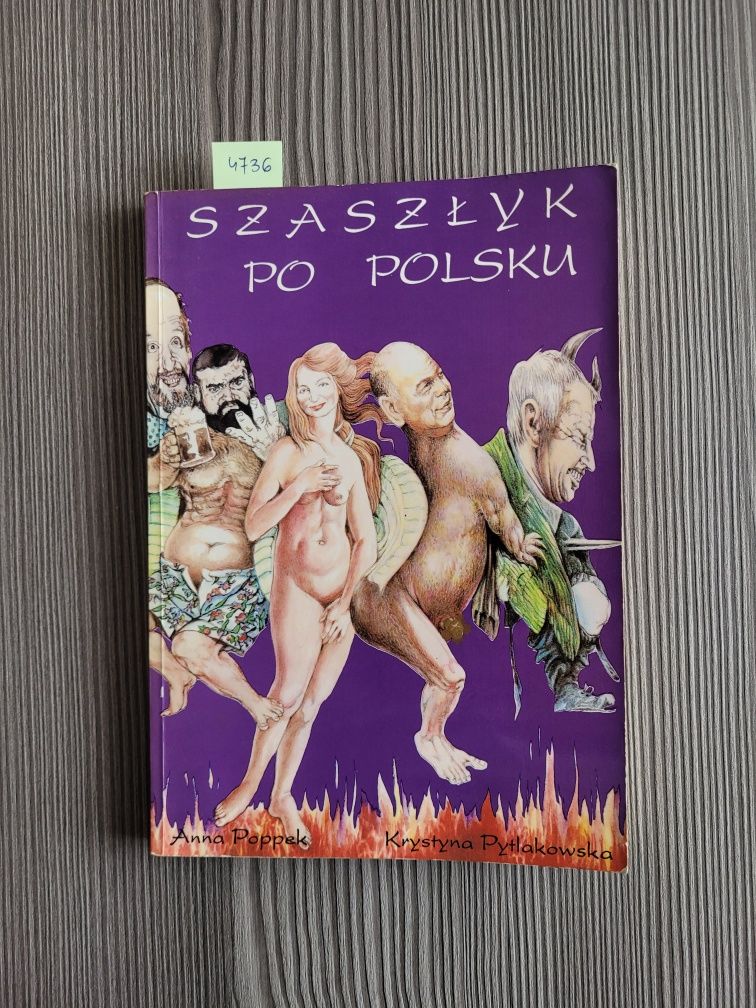 4736
SZASZŁYK
PO POLSKU
Anna Poppek
Krystyna Pytlakowska